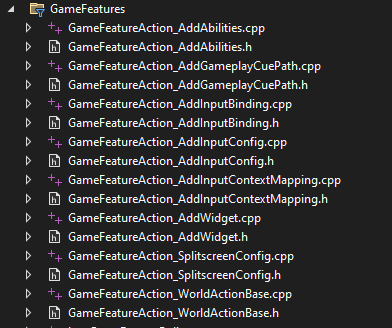 GameFeatures
GameFeatureAction_AddAbilities.cpp
GameFeatureAction_AddAbilities.h
GameFeatureAction_AddGameplayCuePath.cpp
GameFeatureAction_AddGameplayCuePath.h
GameFeatureAction_AddInputBinding.cpp
GameFeatureAction_AddInputBinding.h
GameFeatureAction_AddInputConfig.cpp
GameFeatureAction_AddInputConfig.h
GameFeatureAction_AddInputContextMapping.cpp
GameFeatureAction_AddInputContextMapping.h
GameFeatureAction_AddWidget.cpp
GameFeatureAction_AddWidget.h
GameFeatureAction_SplitscreenConfig.cpp
GameFeatureAction_SplitscreenConfig.h
GameFeatureAction_WorldActionBase.cpp
GameFeatureAction_WorldActionBase.h